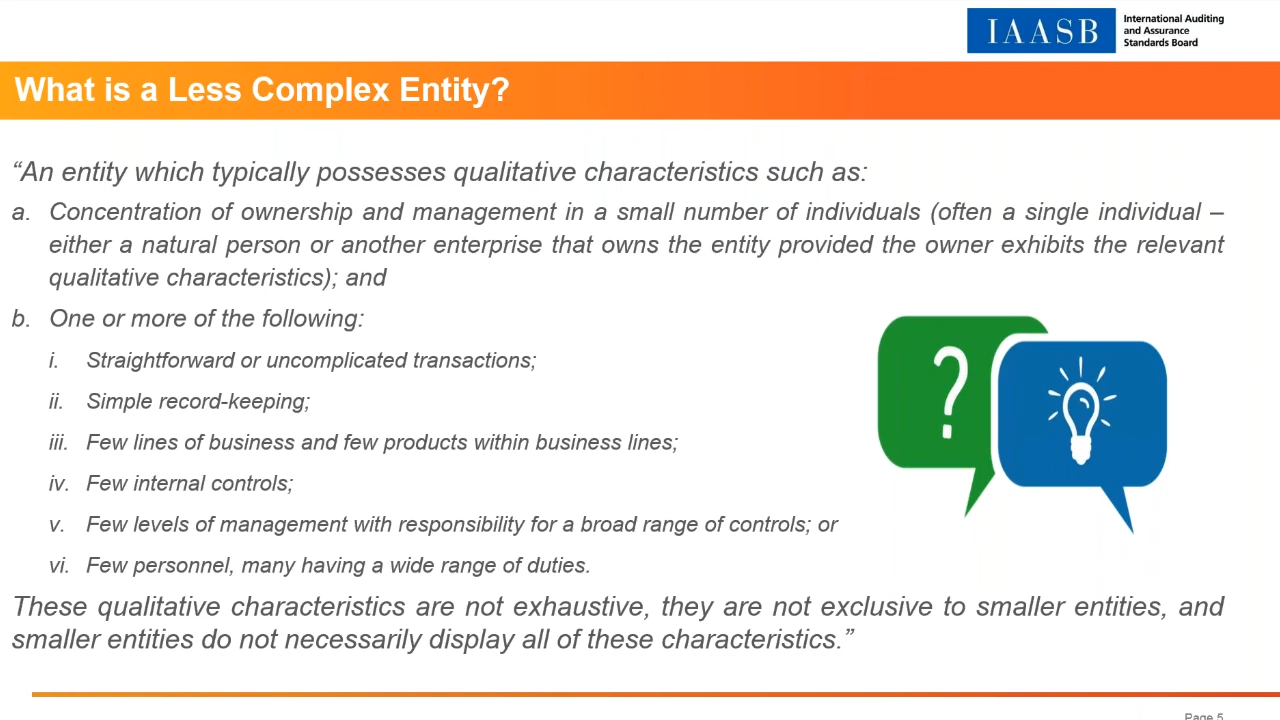 IAASB
International Auditing
and Assurance
Standards Board
What is a Less Complex Entity?
“An entity which typically possesses qualitative characteristics such as:
a. Concentration of ownership and management in a small number of individuals (often a single individual –
either a natural person or another enterprise that owns the entity provided the owner exhibits the relevant
qualitative characteristics); and
b. One or more of the following:
i. Straightforward or uncomplicated transactions;
ii. Simple record-keeping;
iii. Few lines of business and few products within business lines;
iv. Few internal controls;
v. Few levels of management with responsibility for a broad range of controls; or
vi. Few personnel, many having a wide range of duties.
?
These qualitative characteristics are not exhaustive, they are not exclusive to smaller entities, and
smaller entities do not necessarily display all of these characteristics.”
Page 5